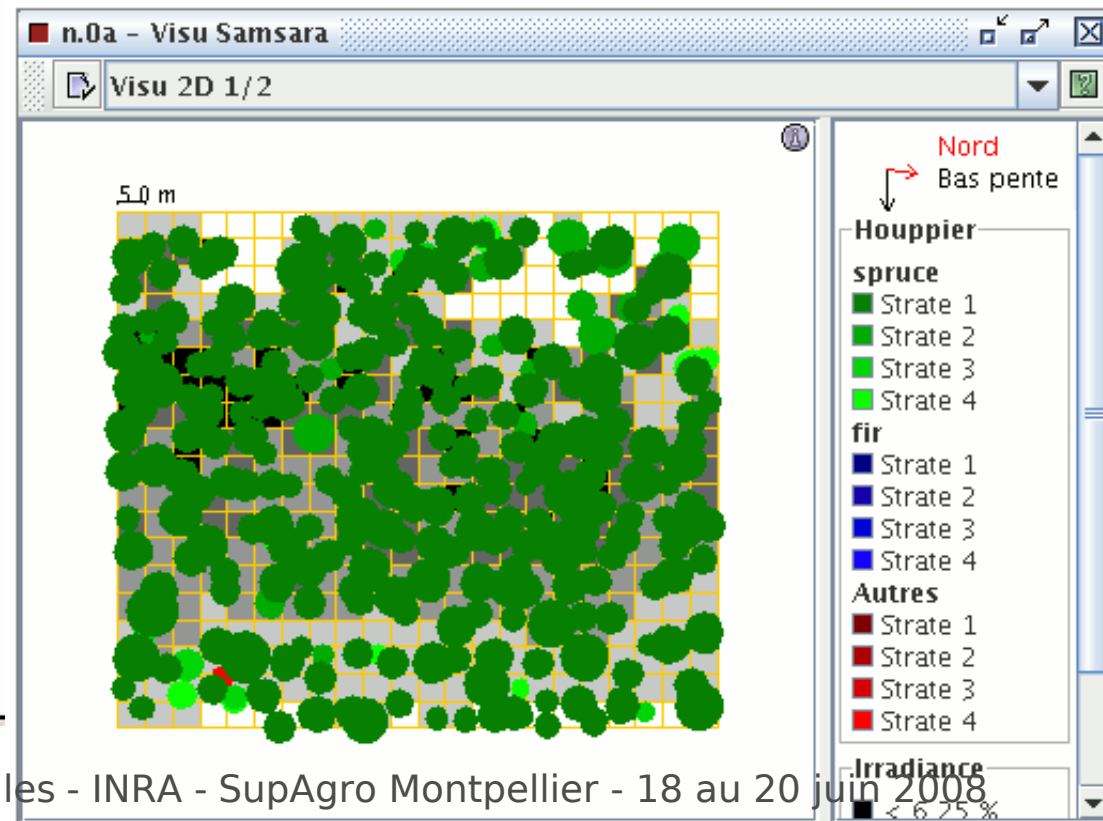 n.0a - Visu Samsara
Visu 2D 1/2
5.0 m
Nord
Bas pente
Houppier
spruce
Strate 1
Strate 2
Strate 3
Strate 4
fir
Strate 1
Strate 2
Strate 3
Strate 4
Autres
Strate 1
Strate 2
Strate 3
Strate 4
Irradiance
< 6.25 %
les - INRA - SupAgro Montpellier - 18 au 20 juin 2008